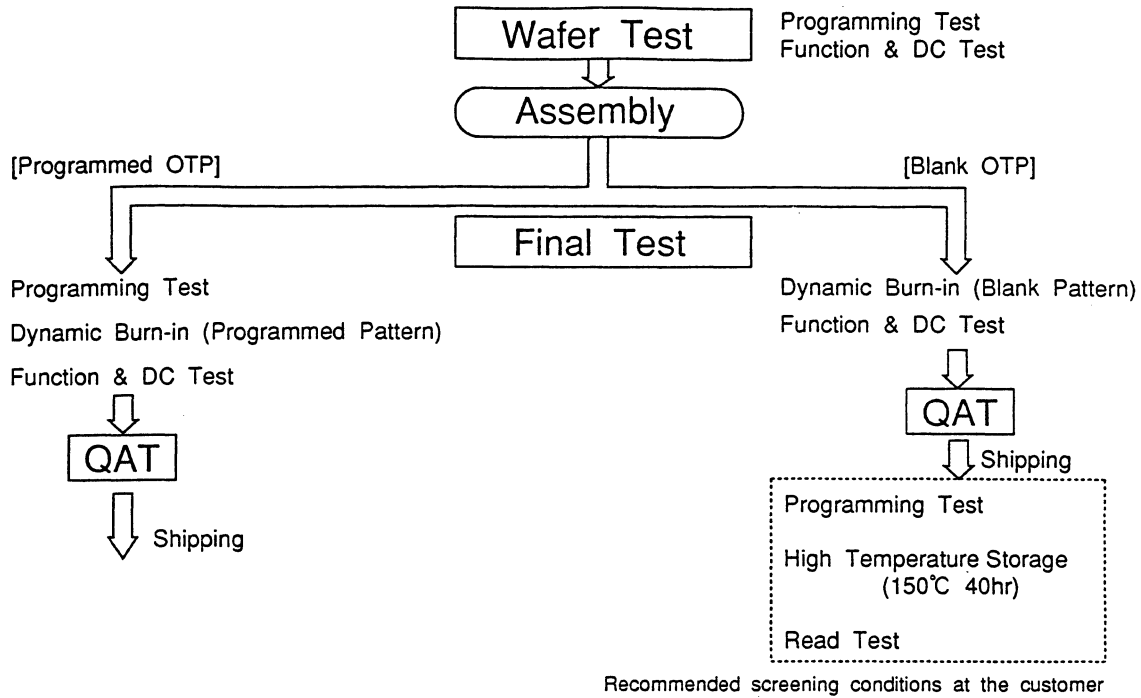 Wafer Test
Programming Test
Function & DC Test
Assembly
[Programmed OTP]
[Blank OTP]
Final Test
Programming Test
Dynamic Burn-in (Programmed Pattern)
Function & DC Test
QAT
Shipping
Dynamic Burn-in (Blank Pattern)
Function & DC Test
QAT
Shipping
Programming Test
High Temperature Storage
(150℃ 40hr)
Read Test
Recommended screening conditions at the customer